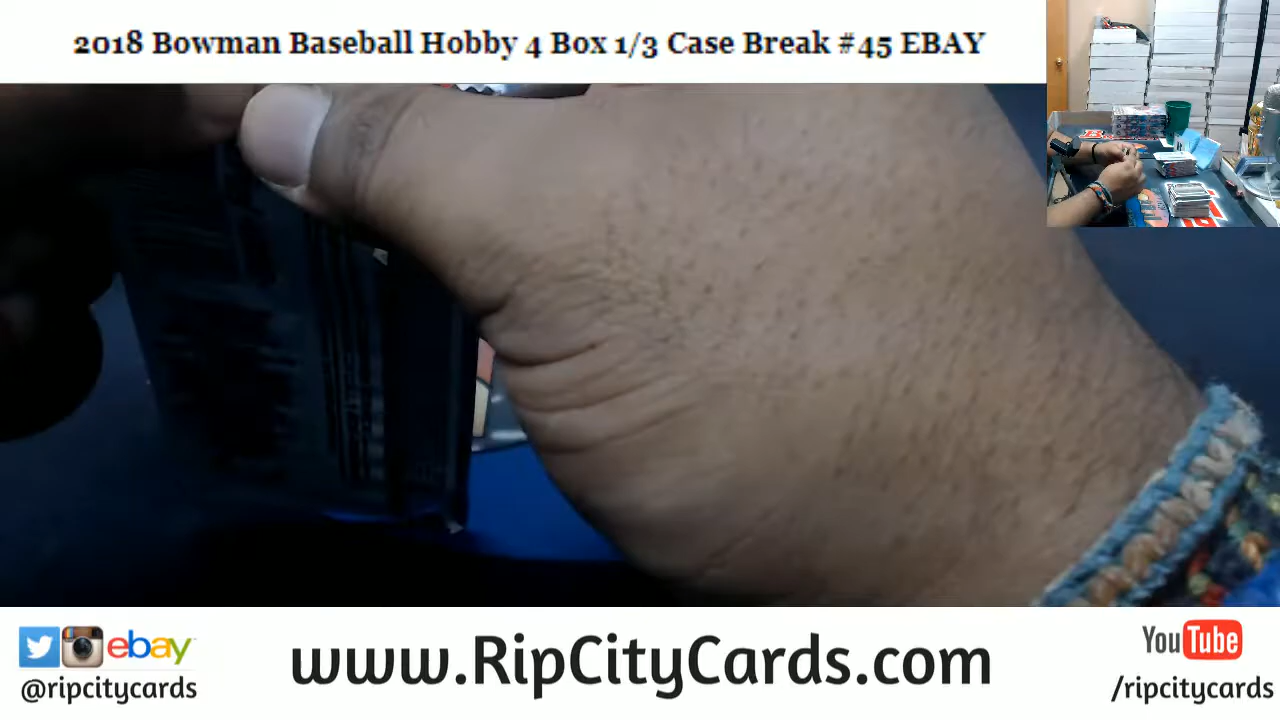 2018 Bowman Baseball Hobby 4 Box 1/3 Case Break #45 EBAY
ebay
@ripcitycards
www.RipCityCards.com
YouTube
/ripcitycards